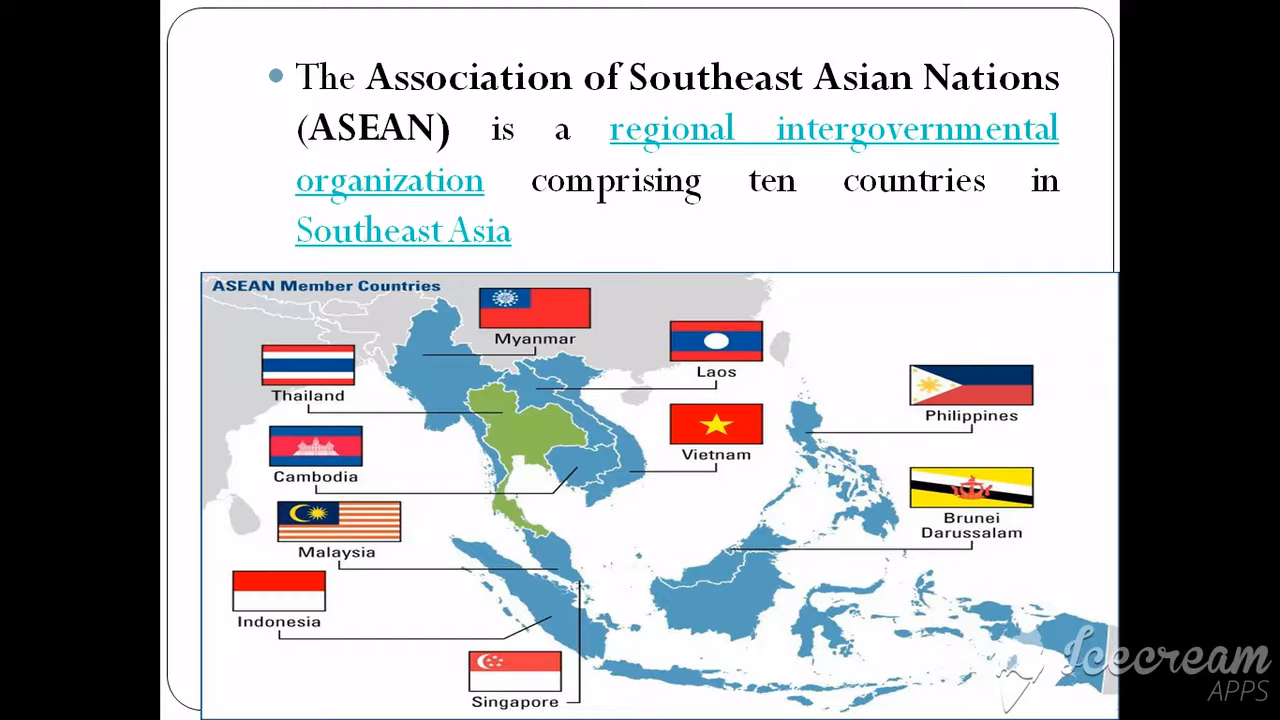 • The Association of Southeast Asian Nations
(ASEAN) is a regional intergovernmental
organization comprising ten countries in
Southeast Asia
ASEAN Member Countries
Myanmar
Laos
Thailand
Philippines
Vietnam
Cambodia
Brunei
Darussalam
Malaysia
Indonesia
Singapore
Icecream
APPS